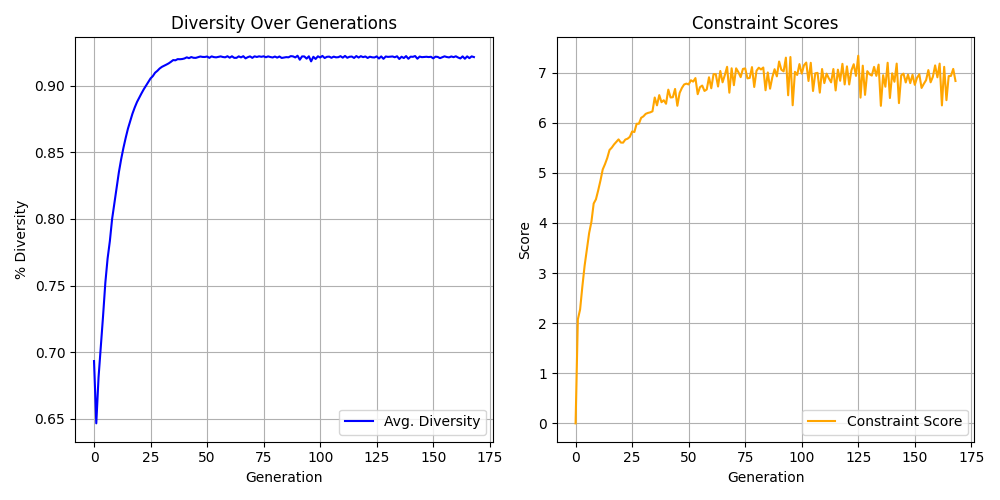 Diversity Over Generations
% Diversity
0.90
0.85
0.80
0.75
0.70
0.65
0 25 50 75 100 125 150 175
Generation
Avg. Diversity
Constraint Scores
Score
7
6
5
4
3
2
1
0
0 25 50 75 100 125 150 175
Generation
Constraint Score